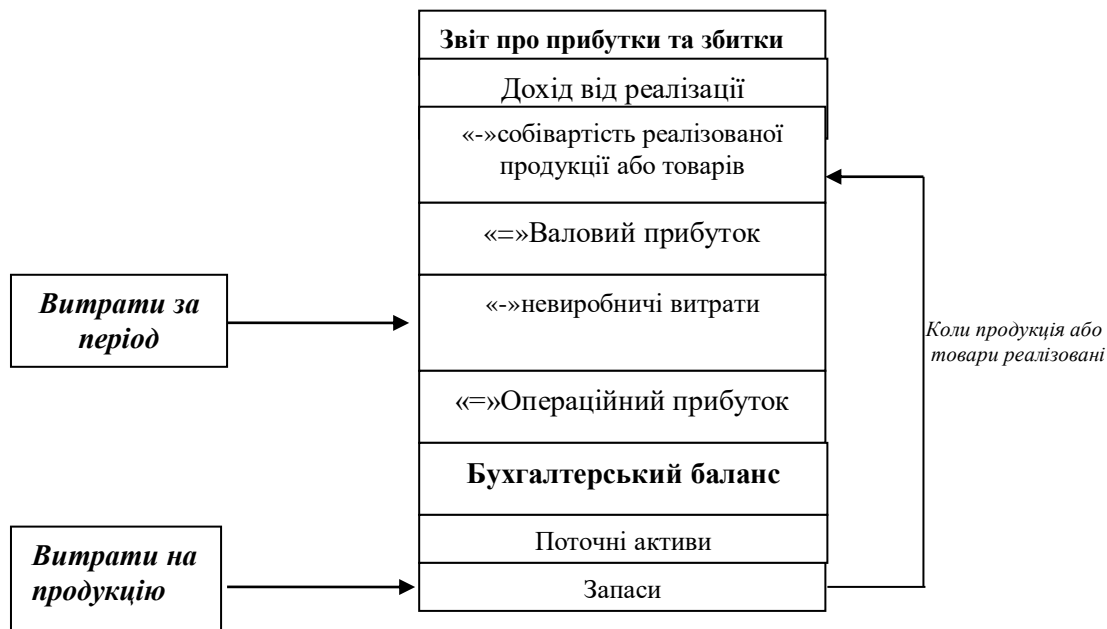 Звіт про прибутки та збитки
Дохід від реалізації
«-»собівартість реалізованої
продукції або товарів
«=»Валовий прибуток
Витрати за
період
«-»невиробничі витрати
Коли продукція або
товари реалізовані
«=»Операційний прибуток
Бухгалтерський баланс
Поточні активи
Витрати на
продукцію
Запаси